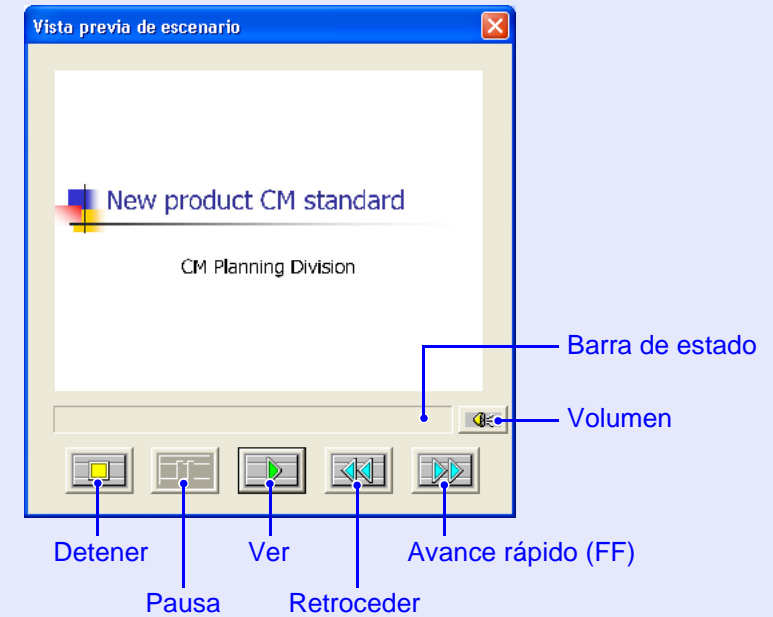 Vista previa de escenario
New product CM standard
CM Planning Division
Barra de estado
Volumen
Detener
Ver
Avance rápido (FF)
Pausa
Retroceder